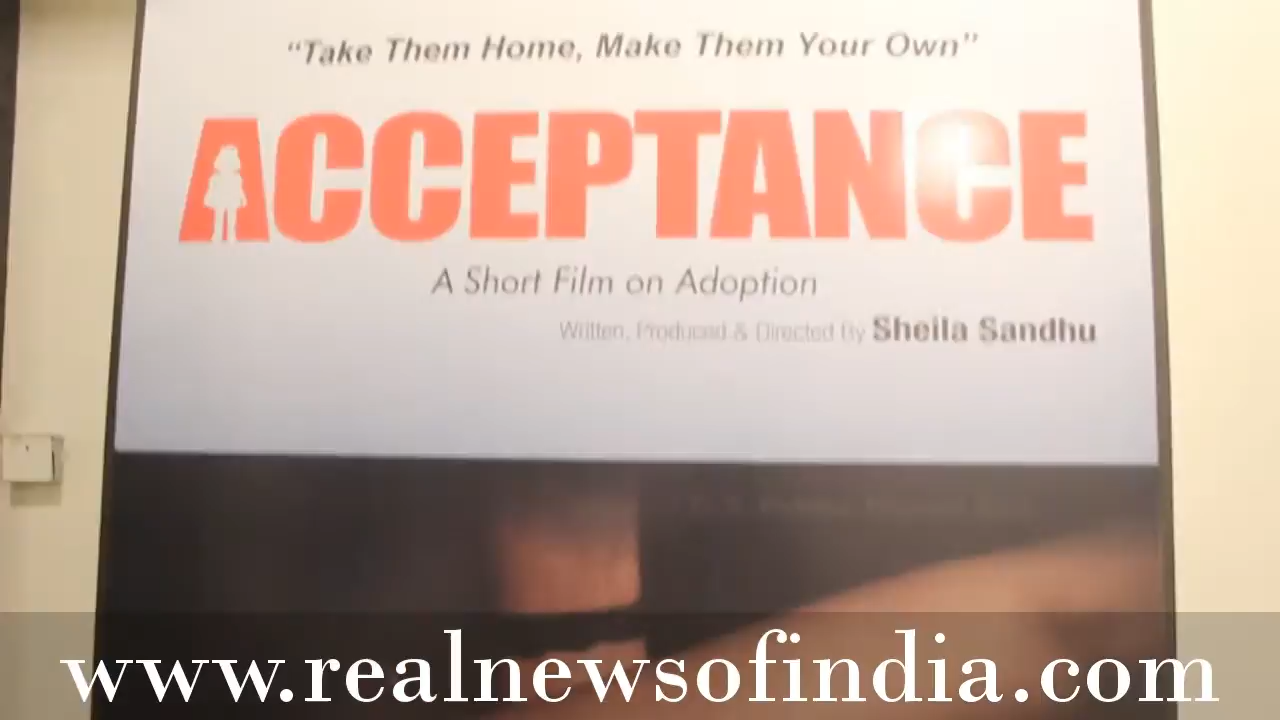 “Take Them Home, Make Them Your Own”
ACCEPTANCE
A Short Film on Adoption
Written, Produced & Directed By Sheila Sandhu
www.realnewsofindia.com